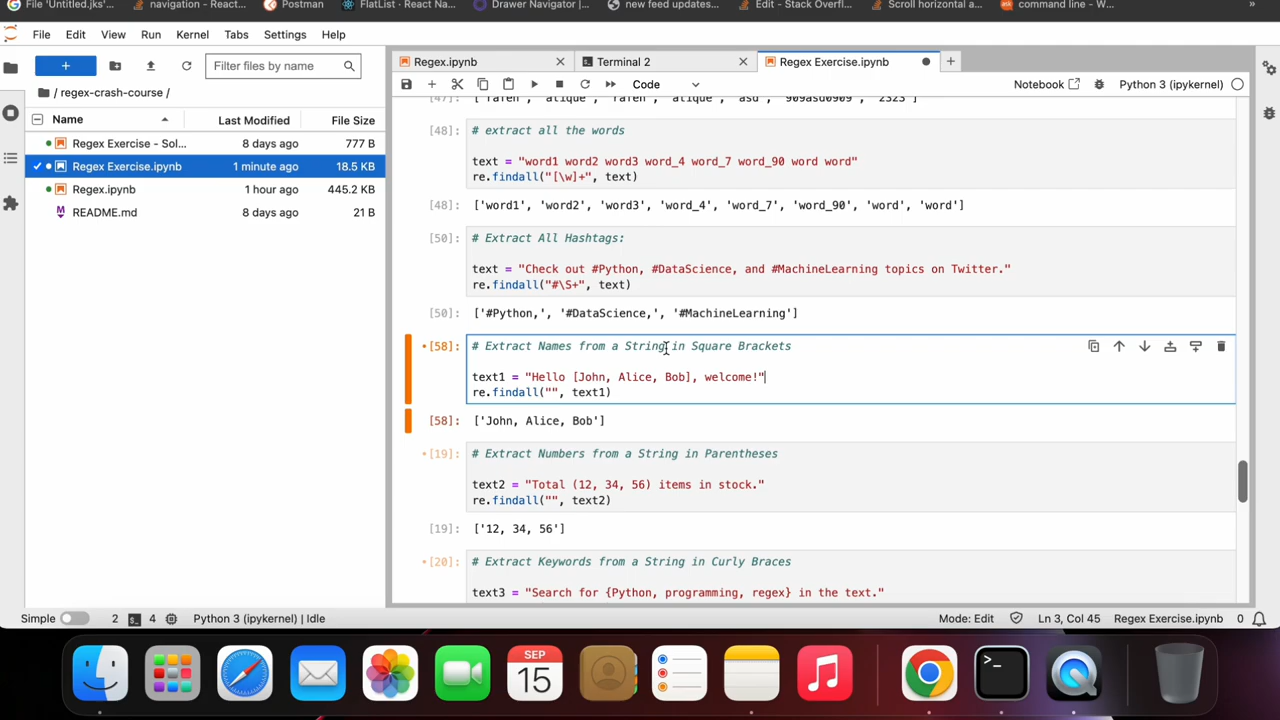 File 'Untitled.jks'...
navigation - React...
Postman
FlatList · React Na...
Drawer Navigator |...
new feed updates...
Edit - Stack Overfl...
Scroll horizontal a...
command line - W...
»
File Edit View Run Kernel Tabs Settings Help
+
Filter files by name
/ regex-crash-course /
Name Last Modified File Size
Regex Exercise - Sol... 8 days ago 777 B
Regex Exercise.ipynb 1 minute ago 18.5 KB
Regex.ipynb 1 hour ago 445.2 KB
README.md 8 days ago 21 B
Regex.ipynb
Terminal 2
Regex Exercise.ipynb
Code
Notebook
Python 3 (ipykernel)
[47]: ['rafeh', 'atique', 'rafeh', 'atique', 'asd', '909asd0909', '2323']
[48]: # extract all the words
text = "word1 word2 word3 word_4 word_7 word_90 word word"
re.findall("[\w]+", text)
[48]: ['word1', 'word2', 'word3', 'word_4', 'word_7', 'word_90', 'word', 'word']
[50]: # Extract All Hashtags:
text = "Check out #Python, #DataScience, and #MachineLearning topics on Twitter."
re.findall("#\S+", text)
[50]: ['#Python,', '#DataScience,', '#MachineLearning']
•[58]: # Extract Names from a String in Square Brackets
text1 = "Hello [John, Alice, Bob], welcome!"
re.findall("", text1)
[58]: ['John, Alice, Bob']
•[19]: # Extract Numbers from a String in Parentheses
text2 = "Total (12, 34, 56) items in stock."
re.findall("", text2)
[19]: ['12, 34, 56']
•[20]: # Extract Keywords from a String in Curly Braces
text3 = "Search for {Python, programming, regex} in the text."
Simple 2 4 Python 3 (ipykernel) | Idle
Mode: Edit Ln 3, Col 45 Regex Exercise.ipynb 0
SEP
15